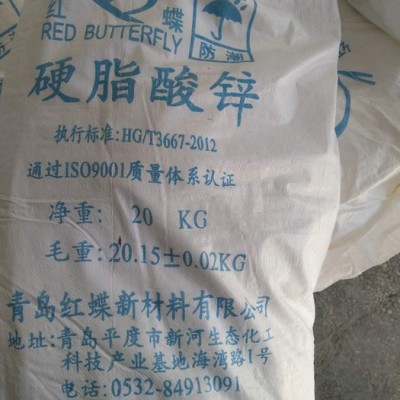 红 蝶
RED BUTTERFLY
防潮
硬脂酸锌
执行标准:HG/T3667-2012
通过ISO9001质量体系认证
净重: 20 KG
毛重:20.15±0.02KG
青岛红蝶新材料有限公司
地址:青岛平度市新河生态化工
科技产业基地海湾路1号
电话: 0532-84913091